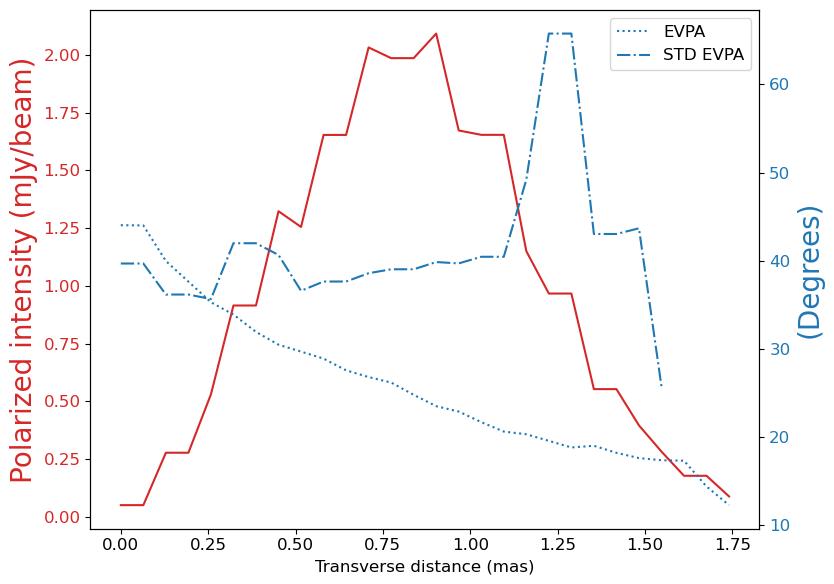 EVPA
STD EVPA
Polarized intensity (mJy/beam)
2.00
1.75
1.50
1.25
1.00
0.75
0.50
0.25
0.00
60
50
40
30
20
10
(Degrees)
0.00 0.25 0.50 0.75 1.00 1.25 1.50 1.75
Transverse distance (mas)